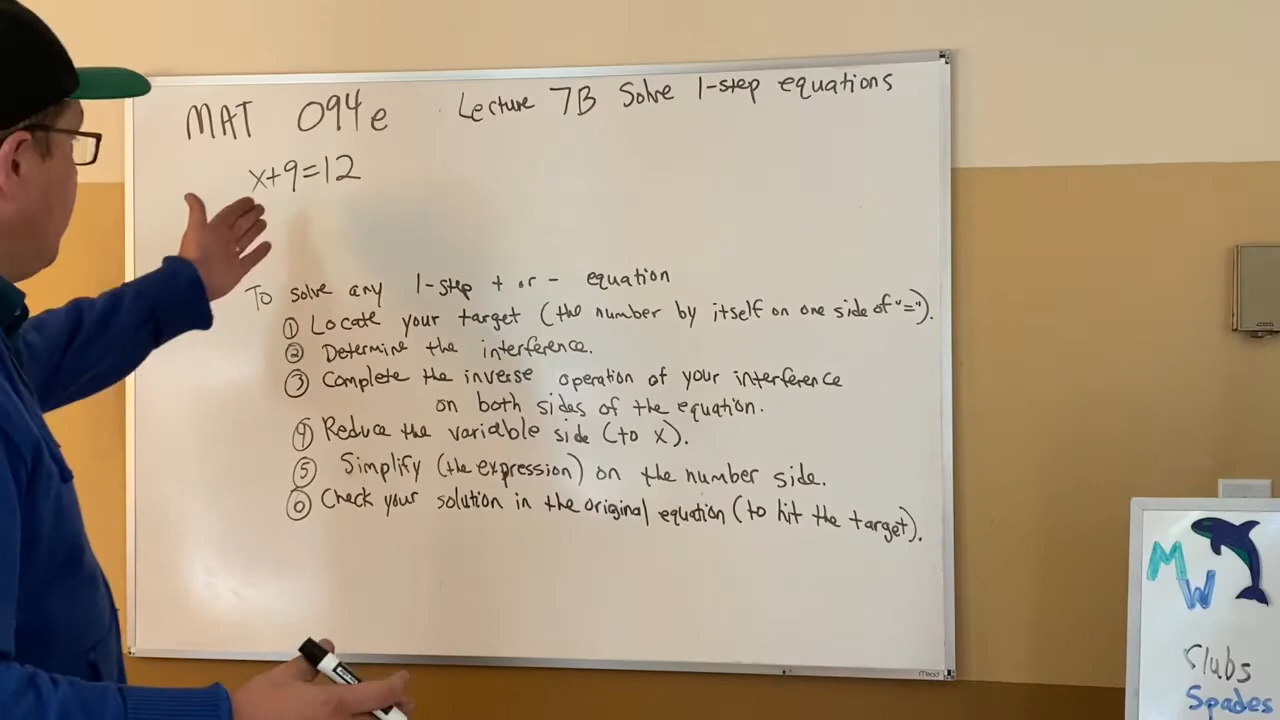 MAT 094e Lecture 7B Solve 1-step equations
x+9=12
To solve any 1-step + or - equation
① Locate your target (the number by itself on one side of "=").
② Determine the interference.
③ Complete the inverse operation of your interference
on both sides of the equation.
④ Reduce the variable side (to x).
⑤ Simplify (the expression) on the number side.
⑥ Check your solution in the original equation (to hit the target).
Mead
MW
Clubs
Spades